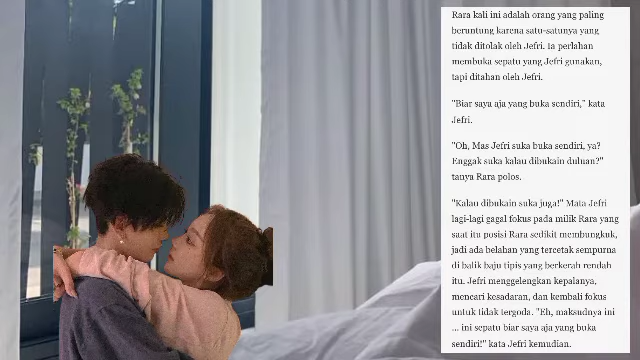 Rara kali ini adalah orang yang paling
beruntung karena satu-satunya yang
tidak ditolak oleh Jefri. Ia perlahan
membuka sepatu yang Jefri gunakan,
tapi ditahan oleh Jefri.
"Biar saya aja yang buka sendiri," kata
Jefri.
"Oh, Mas Jefri suka buka sendiri, ya?
Enggak suka kalau dibukain duluan?"
tanya Rara polos.
"Kalau dibukain suka juga!" Mata Jefri
lagi-lagi gagal fokus pada milik Rara yang
saat itu posisi Rara sedikit membungkuk,
jadi ada belahan yang tercetak sempurna
di balik baju tipis yang berkerah rendah
itu. Jefri menggelengkan kepalanya,
mencari kesadaran, dan kembali fokus
untuk tidak tergoda. "Eh, maksudnya ini
... ini sepatu biar saya aja yang buka
sendiri!" kata Jefri kemudian.